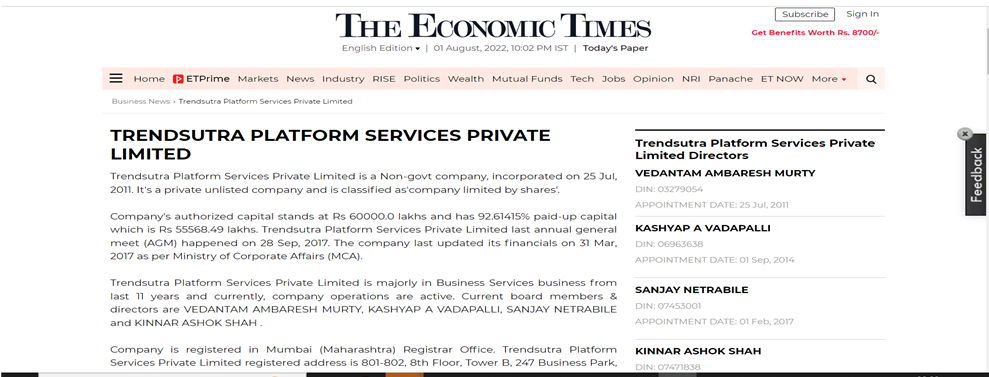 THE ECONOMIC TIMES
Subscribe Sign In
English Edition | 01 August, 2022, 10:02 PM IST | Today's Paper
Get Benefits Worth Rs. 8700/-
Home ETPrime Markets News Industry RISE Politics Wealth Mutual Funds Tech Jobs Opinion NRI Panache ET NOW More
Business News › Trendsutra Platform Services Private Limited
TRENDSUTRA PLATFORM SERVICES PRIVATE
LIMITED
Trendsutra Platform Services Private Limited is a Non-govt company, incorporated on 25 Jul,
2011. It's a private unlisted company and is classified as'company limited by shares'.
Company's authorized capital stands at Rs 60000.0 lakhs and has 92.61415% paid-up capital
which is Rs 55568.49 lakhs. Trendsutra Platform Services Private Limited last annual general
meet (AGM) happened on 28 Sep, 2017. The company last updated its financials on 31 Mar,
2017 as per Ministry of Corporate Affairs (MCA).
Trendsutra Platform Services Private Limited is majorly in Business Services business from
last 11 years and currently, company operations are active. Current board members &
directors are VEDANTAM AMBARESH MURTY, KASHYAP A VADAPALLI, SANJAY NETRABILE
and KINNAR ASHOK SHAH .
Company is registered in Mumbai (Maharashtra) Registrar Office. Trendsutra Platform
Services Private Limited registered address is 801-802, 8th Floor, Tower B, 247 Business Park,
Trendsutra Platform Services Private
Limited Directors
VEDANTAM AMBARESH MURTY
DIN: 03279054
APPOINTMENT DATE: 25 Jul, 2011
KASHYAP A VADAPALLI
DIN: 06963638
APPOINTMENT DATE: 01 Sep, 2014
SANJAY NETRABILE
DIN: 07453001
APPOINTMENT DATE: 01 Feb, 2017
KINNAR ASHOK SHAH
DIN: 07471838
Feedback